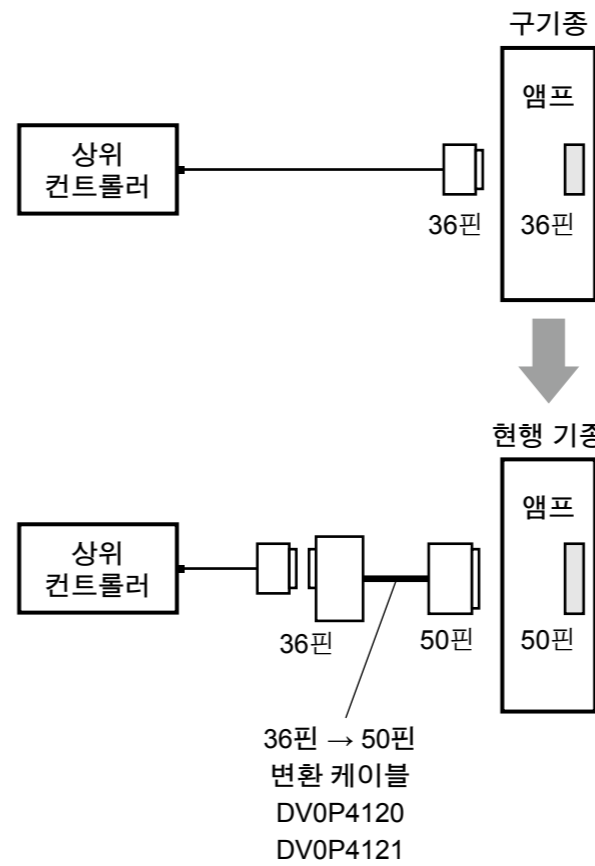 구기종
앰프
상위
컨트롤러
36핀
36핀
현행 기종
앰프
상위
컨트롤러
36핀
50핀
50핀
36핀 → 50핀
변환 케이블
DV0P4120
DV0P4121